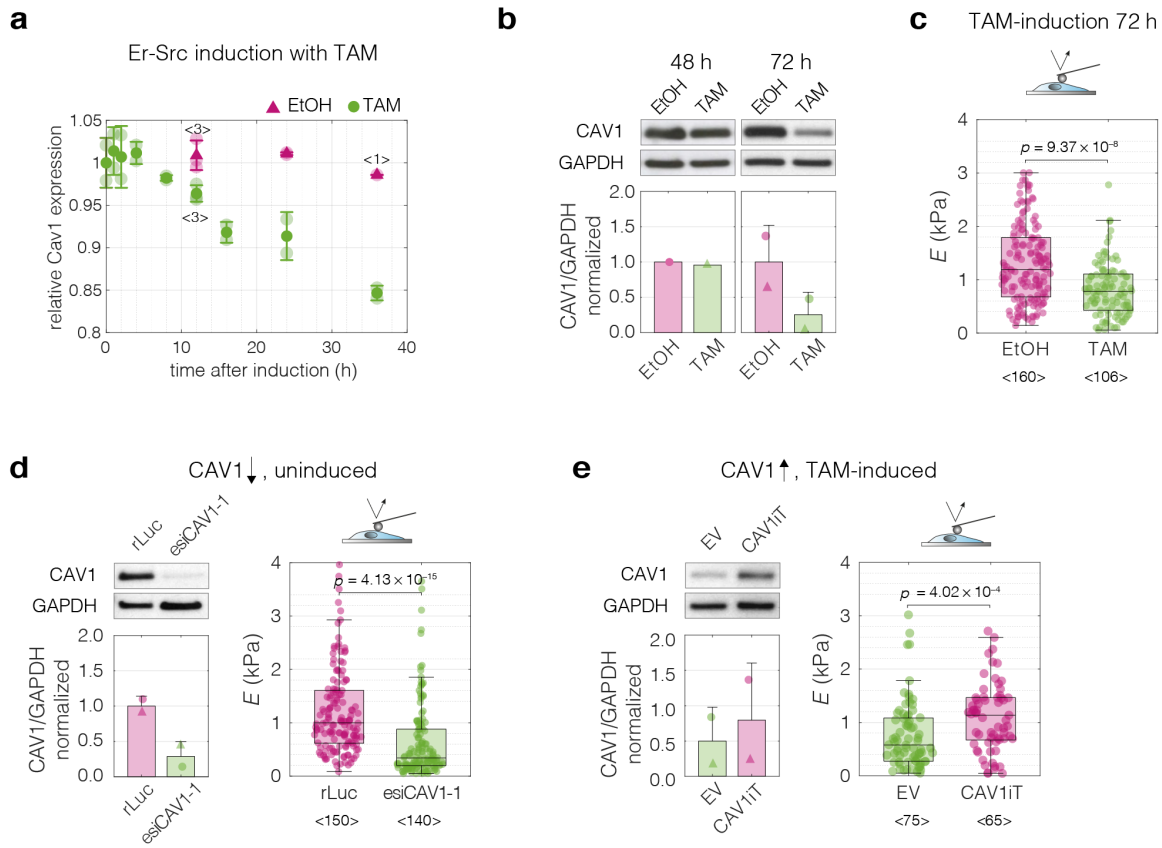 a
Er-Src induction with TAM
EtOH TAM
relative Cav1 expression
1.05
1
0.95
0.9
0.85
0.8
<3>
<3>
<1>
0 10 20 30 40
time after induction (h)
b
48 h 72 h
EtOH TAM EtOH TAM
CAV1
GAPDH
CAV1/GAPDH
normalized
2.0
1.5
1.0
0.5
0.0
EtOH TAM EtOH TAM
c
TAM-induction 72 h
E (kPa)
4
3
2
1
0
p = 9.37 × 10⁻⁸
EtOH TAM
<160> <106>
d
CAV1↓, uninduced
rLuc esiCAV1-1
CAV1
GAPDH
CAV1/GAPDH
normalized
2.0
1.5
1.0
0.5
0.0
rLuc esiCAV1-1
E (kPa)
4
3
2
1
0
p = 4.13 × 10⁻¹⁵
rLuc esiCAV1-1
<150> <140>
e
CAV1↑, TAM-induced
EV CAV1iT
CAV1
GAPDH
CAV1/GAPDH
normalized
2.0
1.5
1.0
0.5
0.0
EV CAV1iT
E (kPa)
4
3
2
1
0
p = 4.02 × 10⁻⁴
EV CAV1iT
<75> <65>